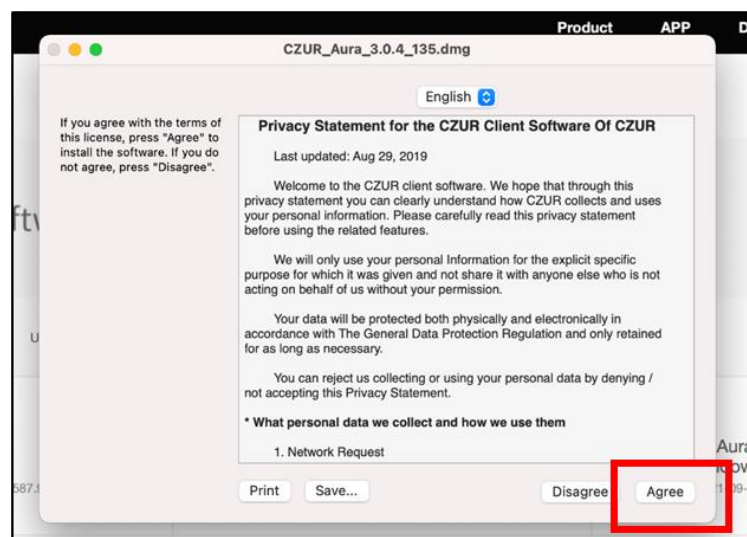 Product APP D
CZUR_Aura_3.0.4_135.dmg
English
If you agree with the terms of
this license, press "Agree" to
install the software. If you do
not agree, press "Disagree".
Privacy Statement for the CZUR Client Software Of CZUR
Last updated: Aug 29, 2019
Welcome to the CZUR client software. We hope that through this
privacy statement you can clearly understand how CZUR collects and uses
your personal information. Please carefully read this privacy statement
before using the related features.
We will only use your personal Information for the explicit specific
purpose for which it was given and not share it with anyone else who is not
acting on behalf of us without your permission.
Your data will be protected both physically and electronically in
accordance with The General Data Protection Regulation and only retained
for as long as necessary.
You can reject us collecting or using your personal data by denying /
not accepting this Privacy Statement.
* What personal data we collect and how we use them
1. Network Request
Print Save... Disagree Agree
Aura
587.